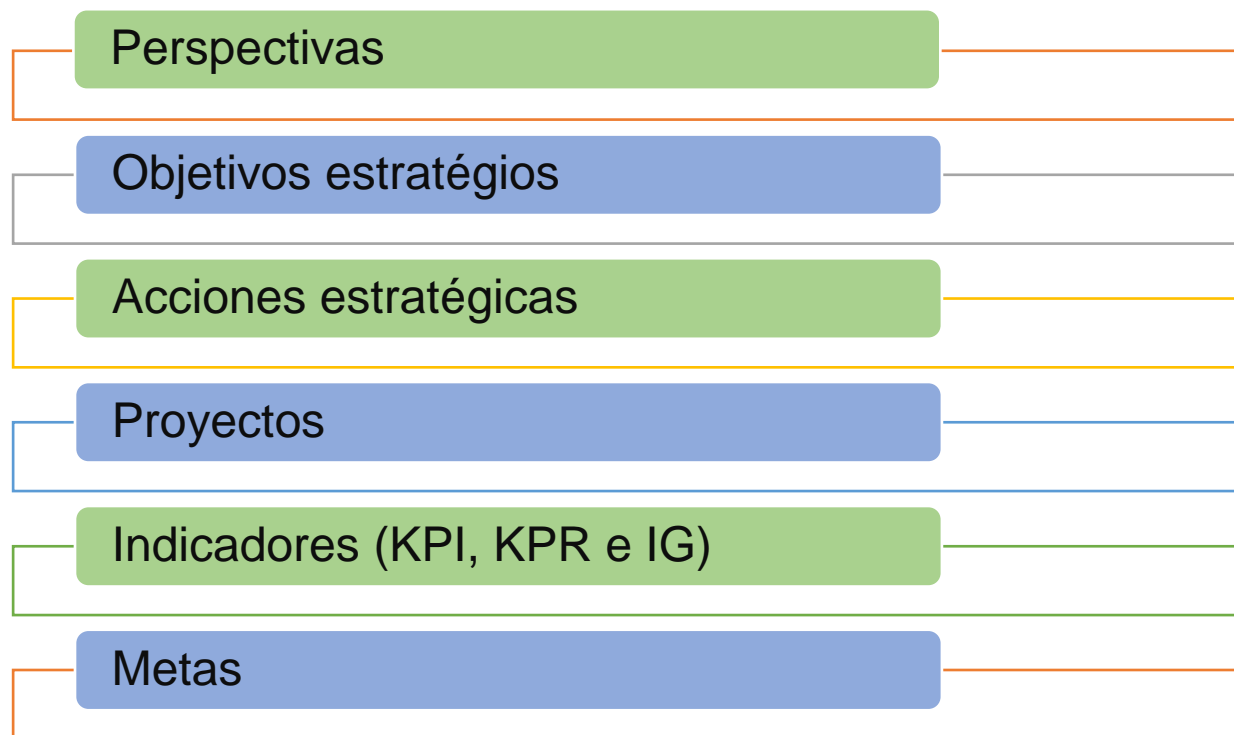 Perspectivas
Objetivos estratégios
Acciones estratégicas
Proyectos
Indicadores (KPI, KPR e IG)
Metas